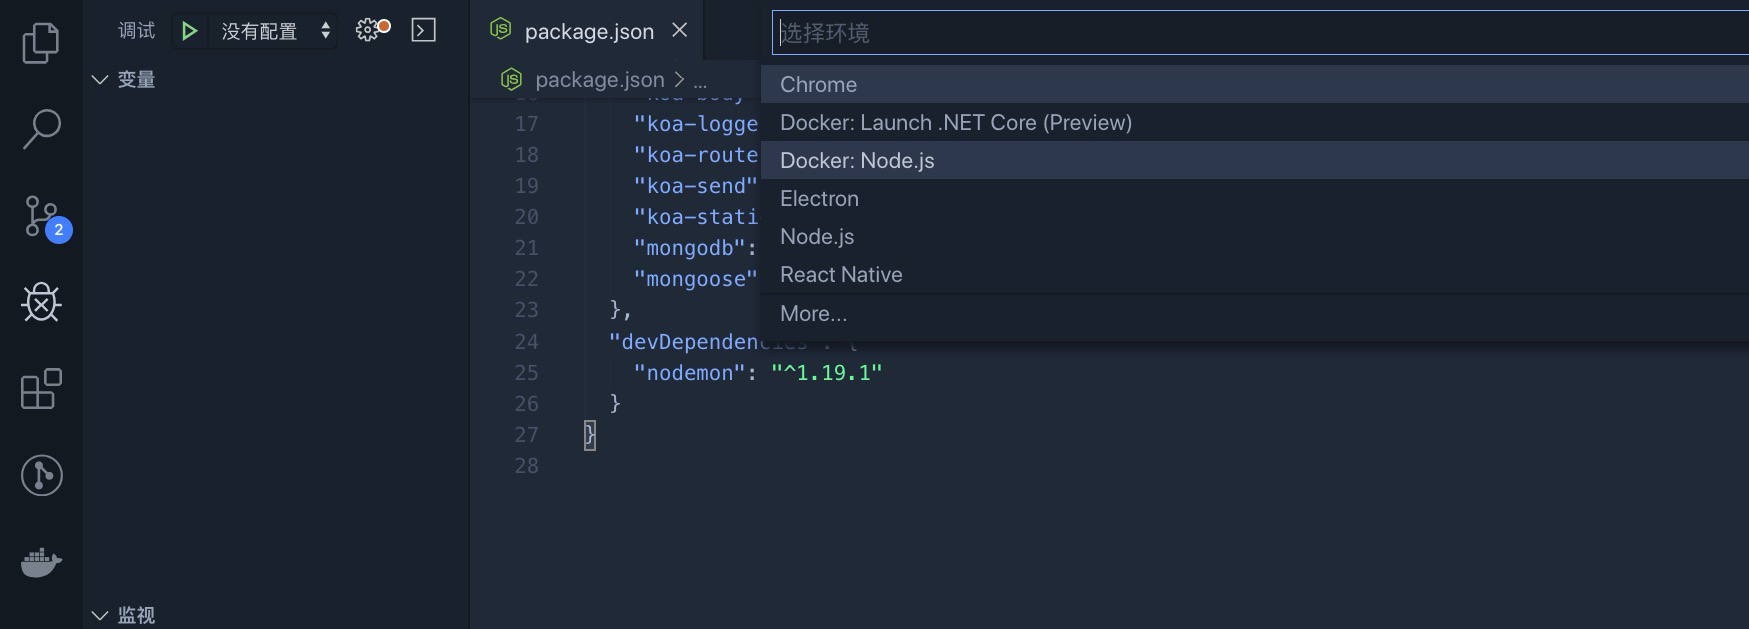 调试
没有配置
变量
2
监视
package.json
package.json > ...
17 "koa-logge
18 "koa-route
19 "koa-send"
20 "koa-stati
21 "mongodb":
22 "mongoose"
23 },
24 "devDependencies": {
25 "nodemon": "^1.19.1"
26 }
27 }
28
选择环境
Chrome
Docker: Launch .NET Core (Preview)
Docker: Node.js
Electron
Node.js
React Native
More...